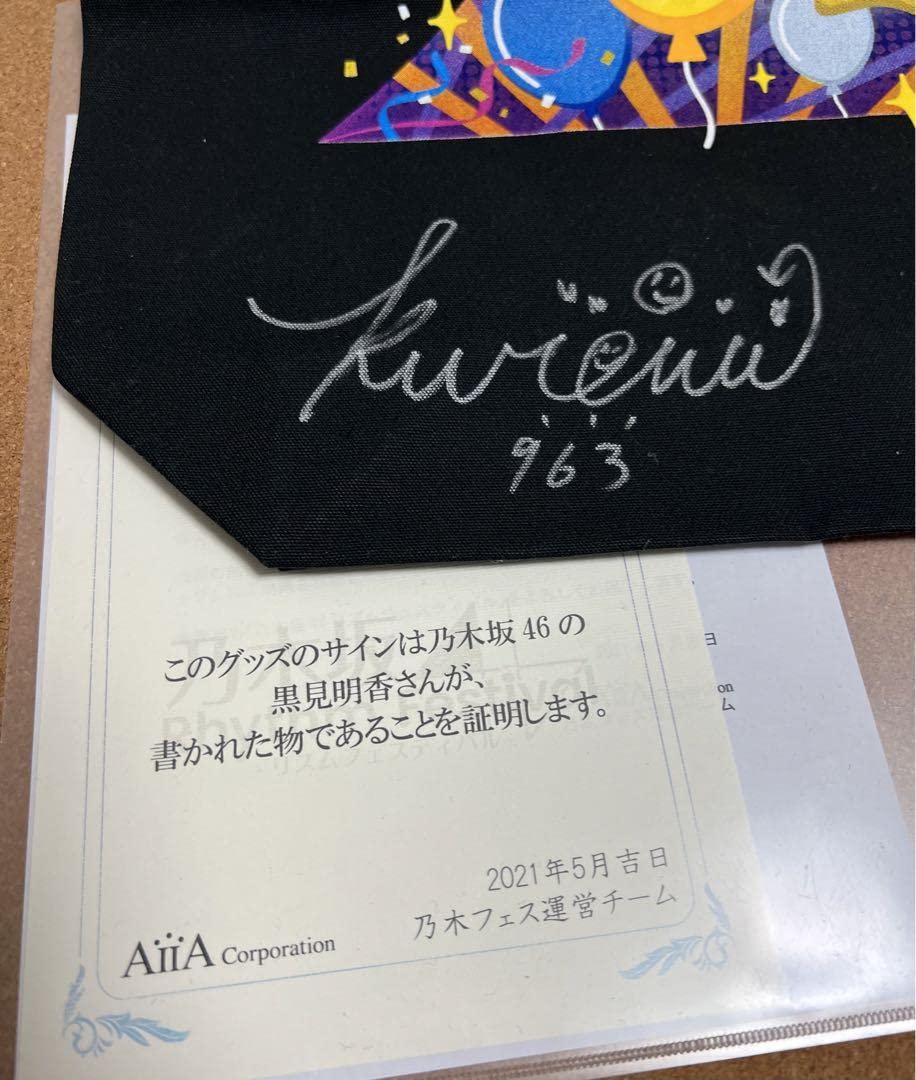 963
このグッズのサインは乃木坂46の
黒見明香さんが、
書かれた物であることを証明します。
2021年5月吉日
乃木フェス運営チーム
AiiA Corporation
日
on
ム